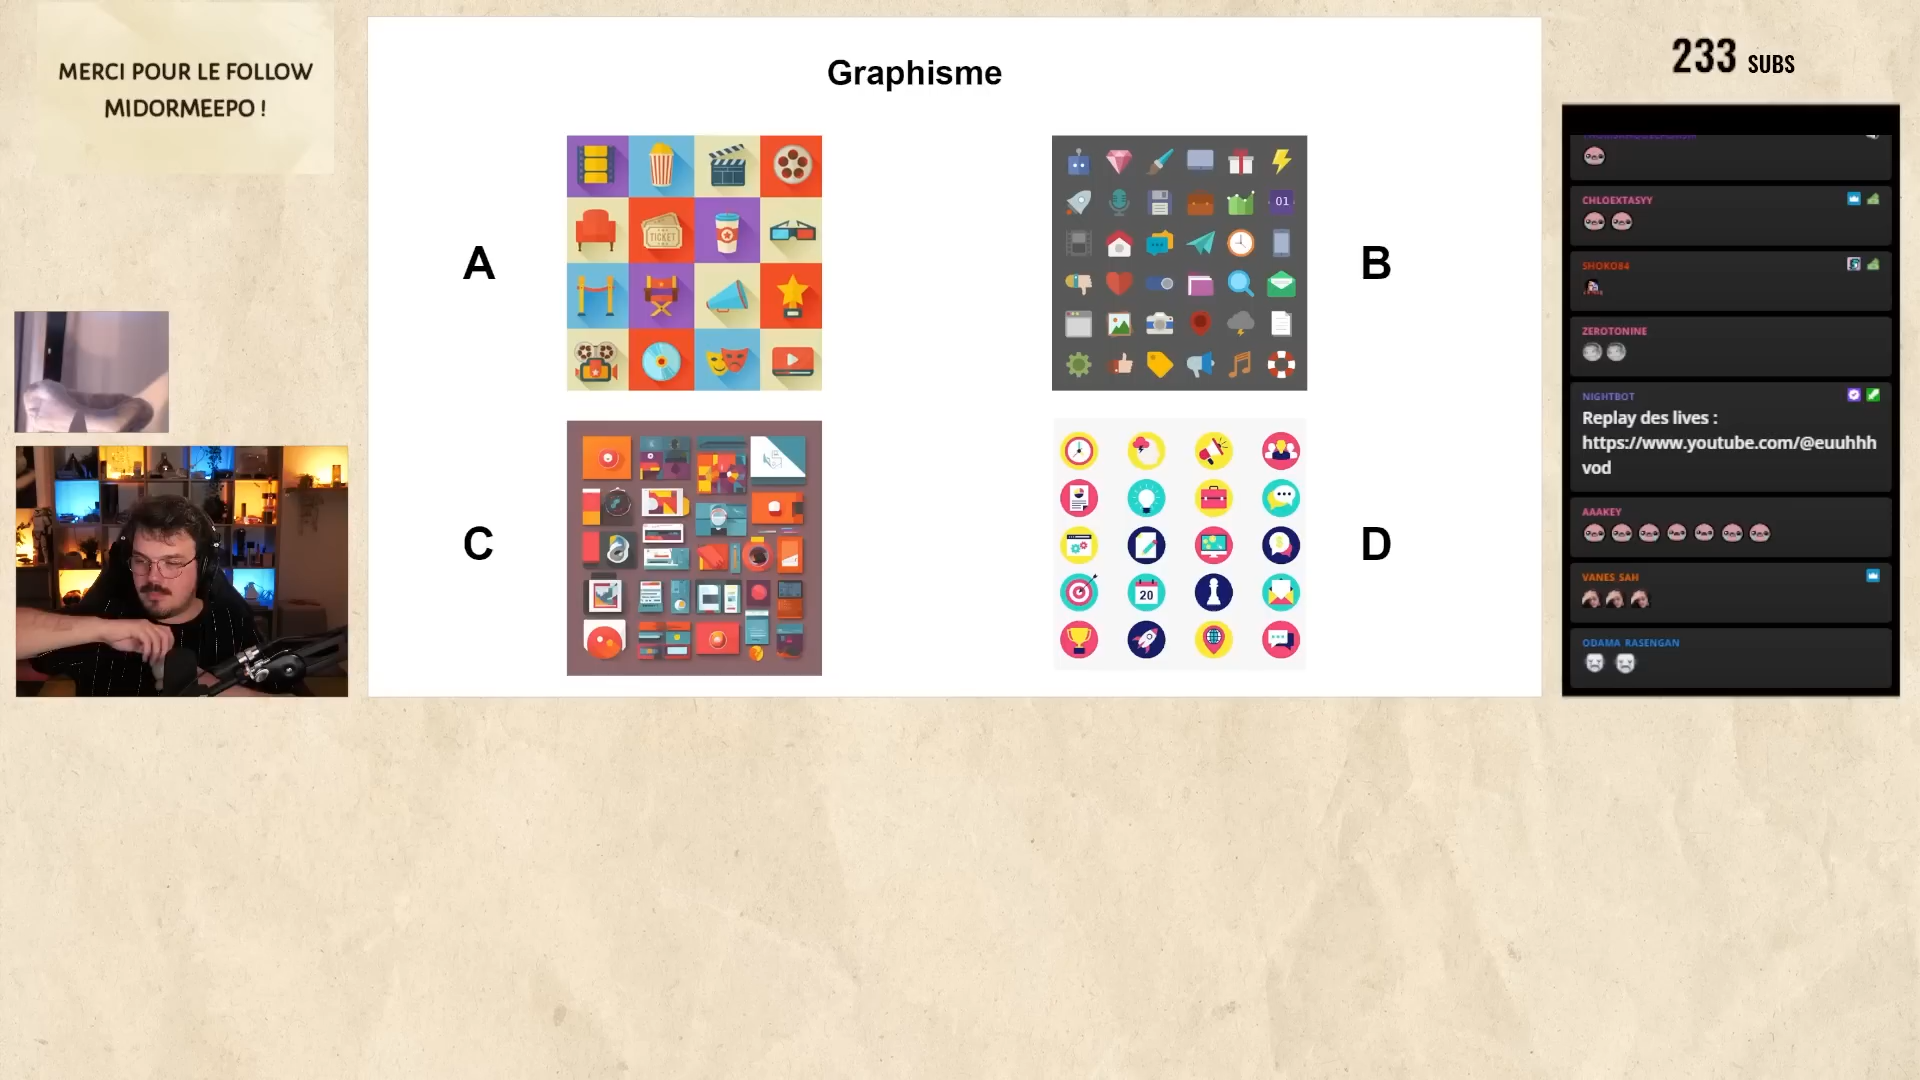 MERCI POUR LE FOLLOW
MIDORMEEPO !
Graphisme
A
TICKET
B
01
C
D
20
233 SUBS
CHLOEXTASYY
SHOKO84
ZEROTONINE
NIGHTBOT
Replay des lives :
https://www.youtube.com/@euuhhh
vod
AAAKEY
VANES SAH
ODAMA RASENGAN